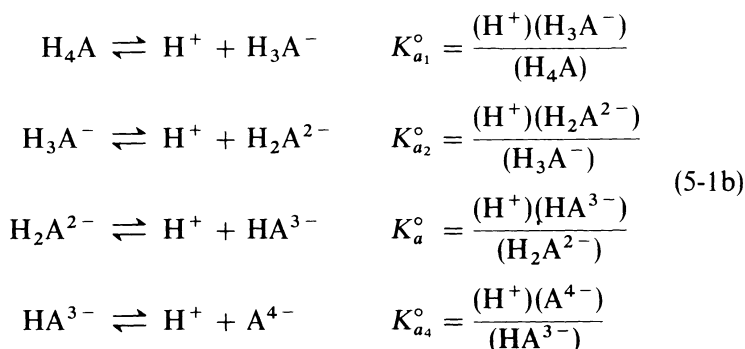 H₄A ⇌ H⁺ + H₃A⁻ K°ₐ₁ = (H⁺)(H₃A⁻) / (H₄A)
H₃A⁻ ⇌ H⁺ + H₂A²⁻ K°ₐ₂ = (H⁺)(H₂A²⁻) / (H₃A⁻)
(5-1b)
H₂A²⁻ ⇌ H⁺ + HA³⁻ K°ₐ = (H⁺)(HA³⁻) / (H₂A²⁻)
HA³⁻ ⇌ H⁺ + A⁴⁻ K°ₐ₄ = (H⁺)(A⁴⁻) / (HA³⁻)